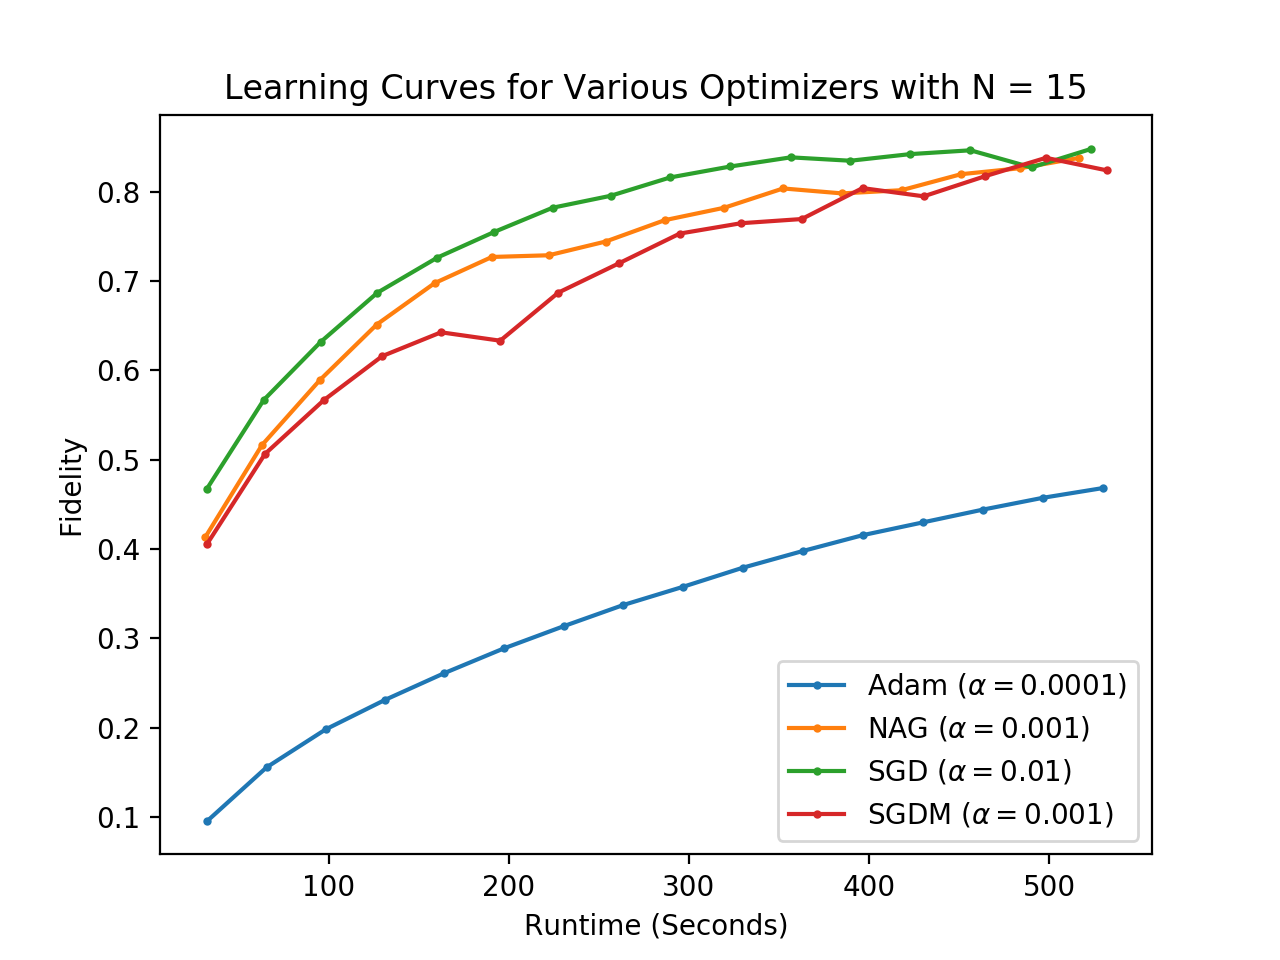 Learning Curves for Various Optimizers with N = 15
0.8
0.7
0.6
0.5
0.4
0.3
0.2
0.1
Fidelity
Adam (α = 0.0001)
NAG (α = 0.001)
SGD (α = 0.01)
SGDM (α = 0.001)
100 200 300 400 500
Runtime (Seconds)